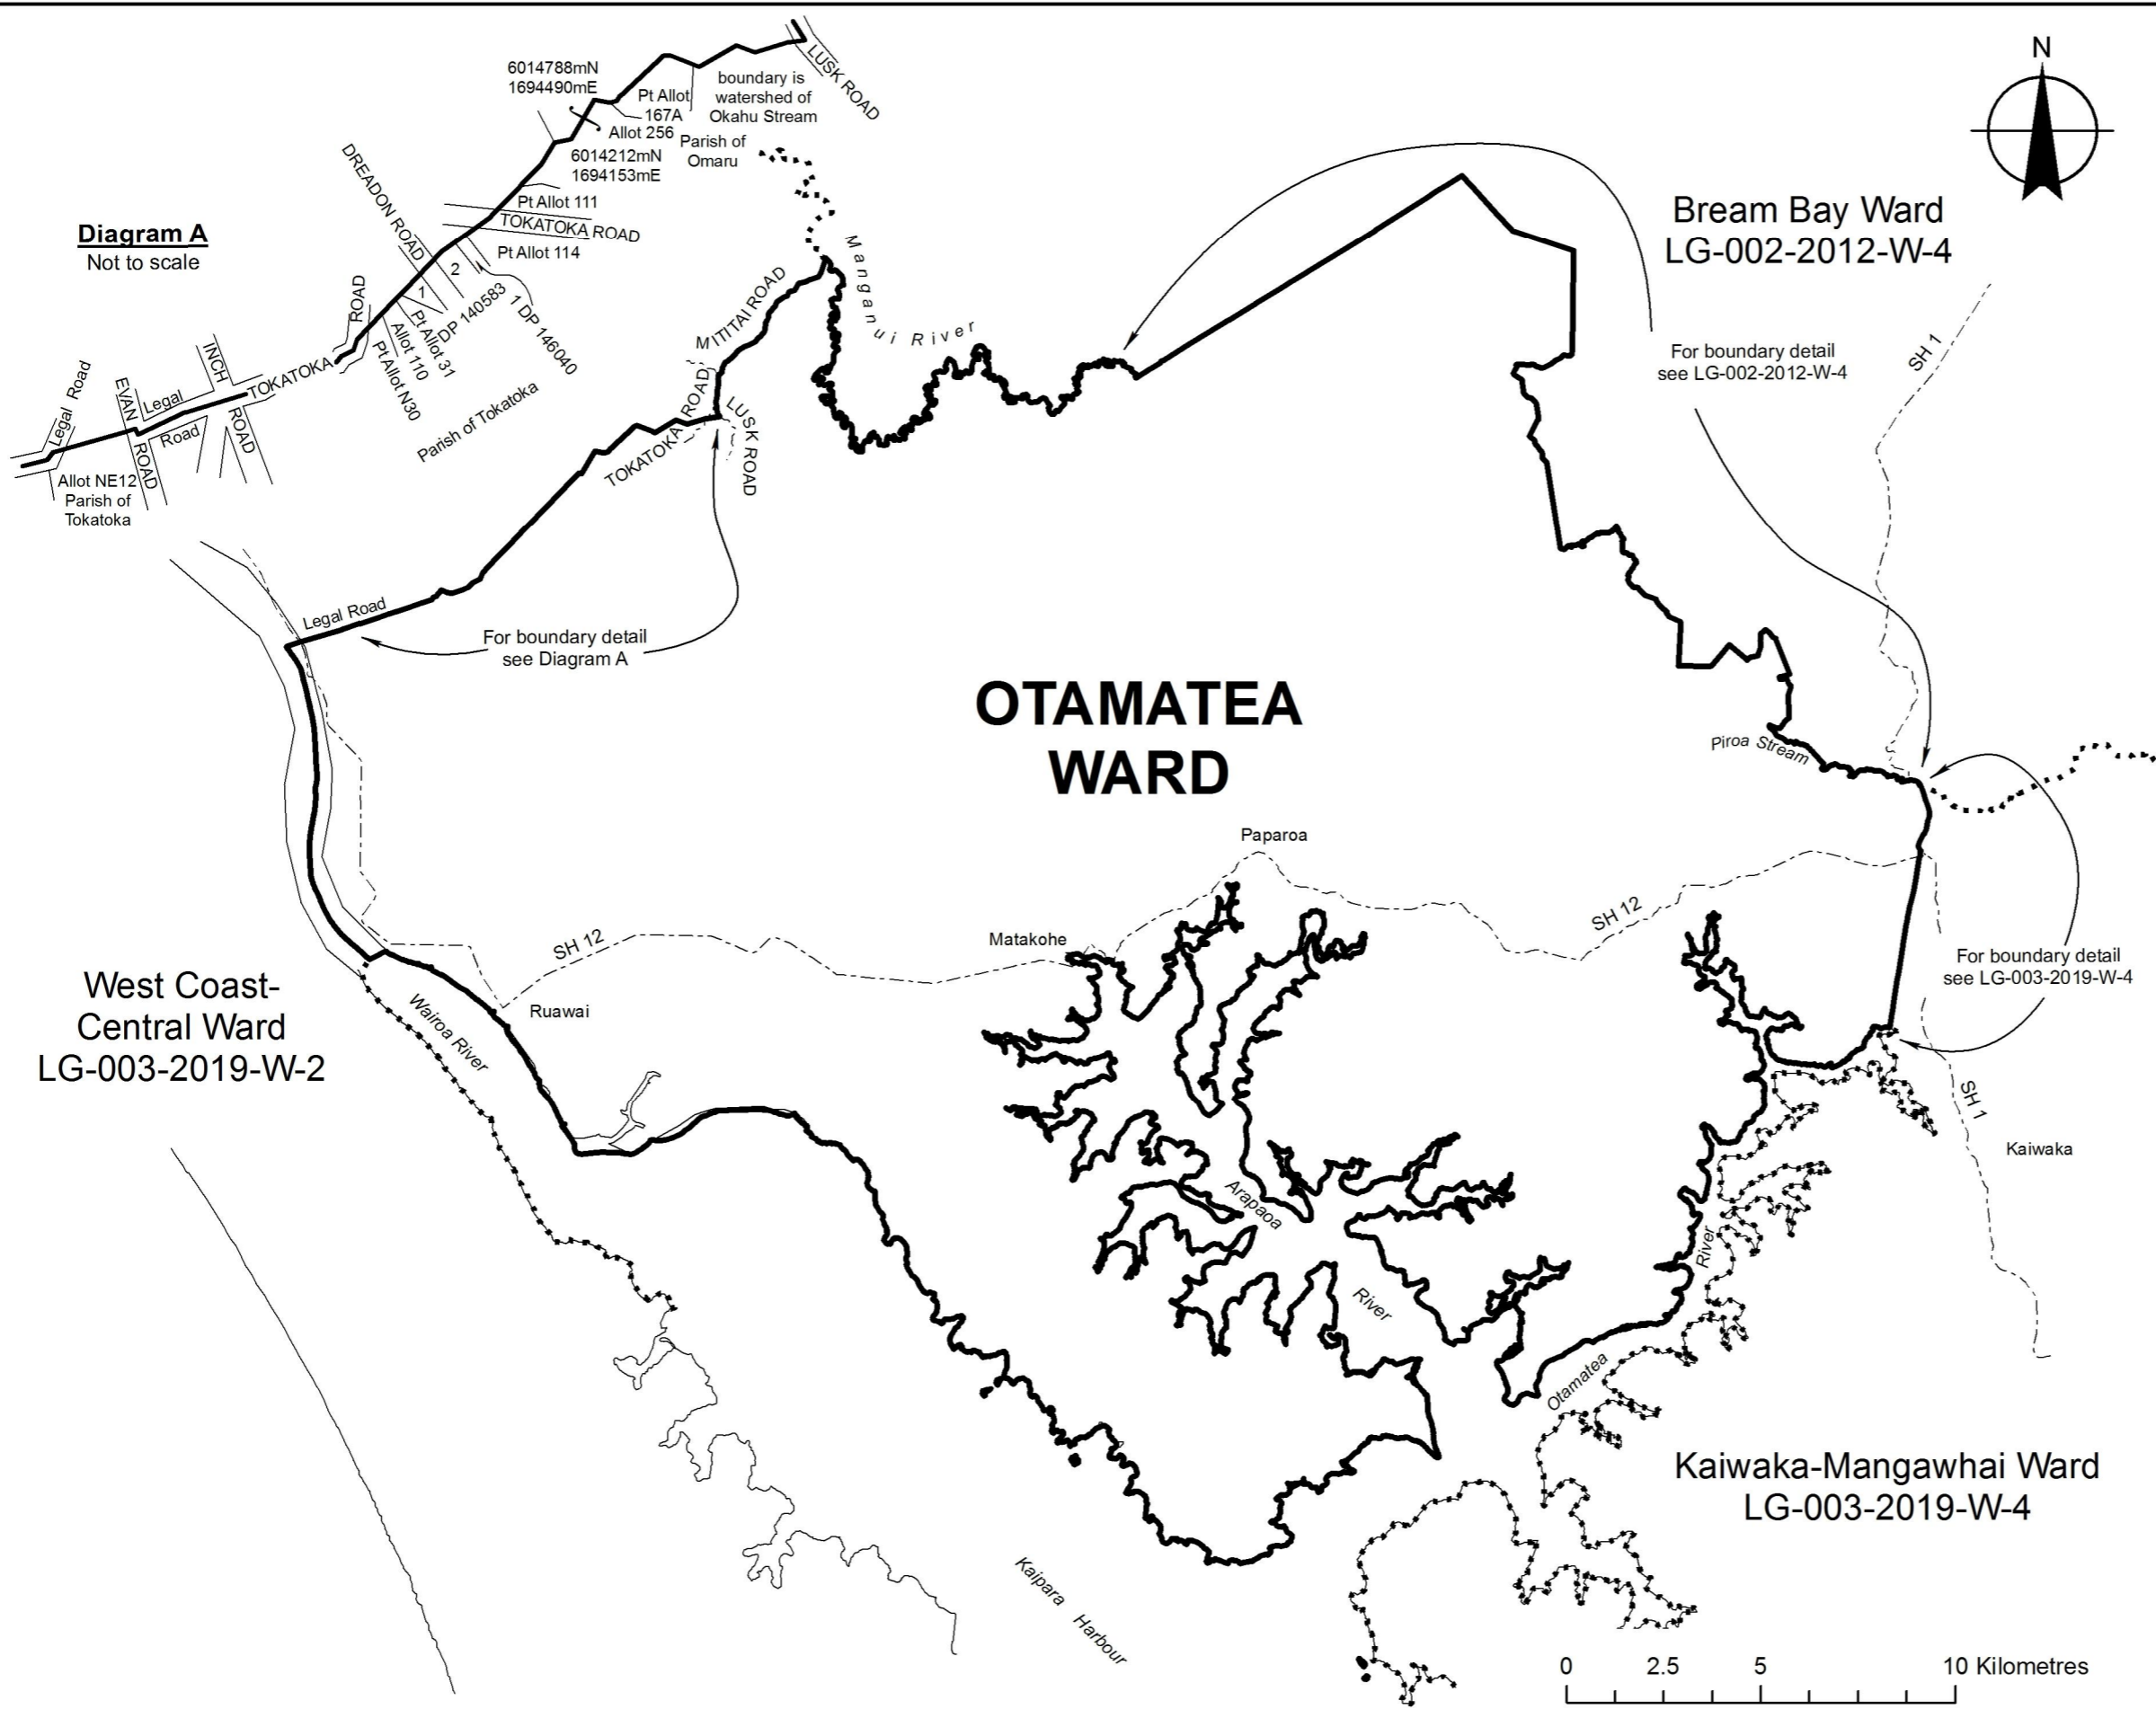 N
LUSK ROAD
6014788mN
1694490mE
Pt Allot
167A
boundary is
watershed of
Okahu Stream
Allot 256
Parish of
Omaru
6014212mN
1694153mE
DREADON ROAD
Pt Allot 111
TOKATOKA ROAD
Pt Allot 114
Diagram A
Not to scale
2
1
DP 140583
1 DP 146040
ROAD
Pt Allot 31
Allot 110
Pt Allot N30
INCH
ROAD
TOKATOKA
Legal Road
EVAN
ROAD
Legal
Road
Parish of Tokatoka
Allot NE12
Parish of
Tokatoka
Bream Bay Ward
LG-002-2012-W-4
Manganui River
MITITAI ROAD
TOKATOKA ROAD
LUSK ROAD
For boundary detail
see LG-002-2012-W-4
SH 1
Legal Road
For boundary detail
see Diagram A
OTAMATEA
WARD
Piroa Stream
Paparoa
SH 12
Matakohe
SH 12
For boundary detail
see LG-003-2019-W-4
West Coast-
Central Ward
LG-003-2019-W-2
Wairoa River
Ruawai
SH 1
Kaiwaka
Arapaoa
River
River
Otamatea
Kaiwaka-Mangawhai Ward
LG-003-2019-W-4
Kaipara Harbour
0 2.5 5 10 Kilometres